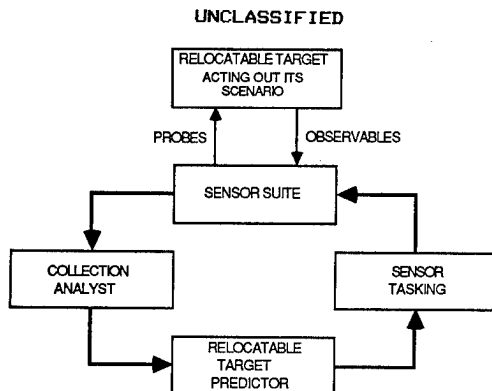 UNCLASSIFIED
RELOCATABLE TARGET
ACTING OUT ITS
SCENARIO
PROBES
OBSERVABLES
SENSOR SUITE
COLLECTION
ANALYST
SENSOR
TASKING
RELOCATABLE
TARGET
PREDICTOR